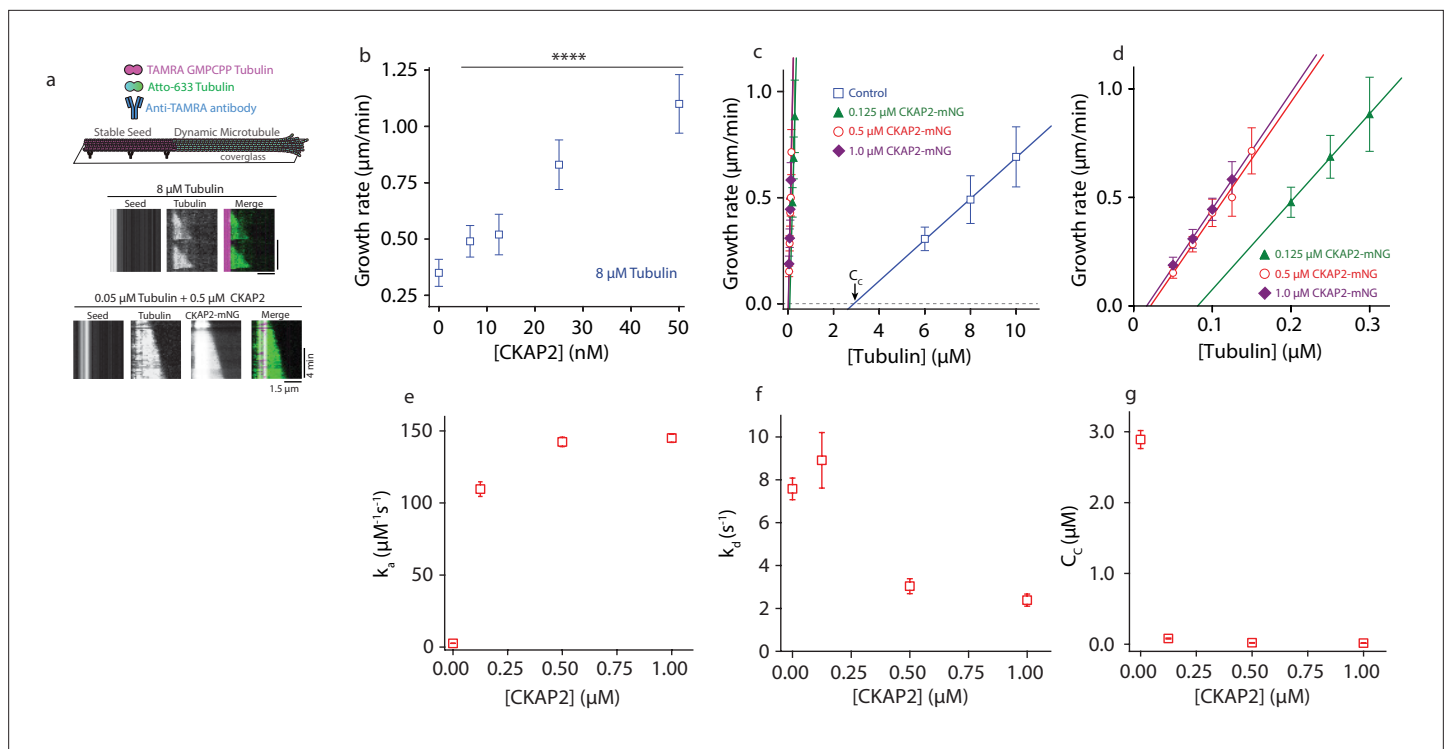 a
TAMRA GMPCPP Tubulin
Atto-633 Tubulin
Anti-TAMRA antibody
Stable Seed Dynamic Microtubule
coverglass
8 µM Tubulin
Seed Tubulin Merge
0.05 µM Tubulin + 0.5 µM CKAP2
Seed Tubulin CKAP2-mNG Merge
4 min
1.5 µm
b
****
Growth rate (µm/min)
1.25
1.00
0.75
0.50
0.25
8 µM Tubulin
0 10 20 30 40 50
[CKAP2] (nM)
c
Growth rate (µm/min)
1.0
0.5
0.0
Control
0.125 µM CKAP2-mNG
0.5 µM CKAP2-mNG
1.0 µM CKAP2-mNG
Cc
0 2 4 6 8 10
[Tubulin] (µM)
d
Growth rate (µm/min)
1.0
0.5
0.0
0.125 µM CKAP2-mNG
0.5 µM CKAP2-mNG
1.0 µM CKAP2-mNG
0 0.1 0.2 0.3
[Tubulin] (µM)
e
ka (µM⁻¹s⁻¹)
150
100
50
0
0.00 0.25 0.50 0.75 1.00
[CKAP2] (µM)
f
kd (s⁻¹)
10
8
6
4
2
0
0.00 0.25 0.50 0.75 1.00
[CKAP2] (µM)
g
CC (µM)
3.0
2.0
1.0
0.0
0.00 0.25 0.50 0.75 1.00
[CKAP2] (µM)